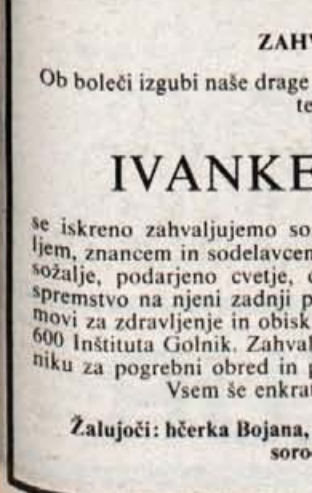 ZAHV
Ob boleči izgubi naše drage
te
IVANKE
se iskreno zahvaljujemo so
ljem, znancem in sodelavcem
sožalje, podarjeno cvetje, 
spremstvo na njeni zadnji p
movi za zdravljenje in obisk
600 Inštituta Golnik. Zahval
niku za pogrebni obred in p
Vsem še enkrat
Žalujoči: hčerka Bojana,
soro